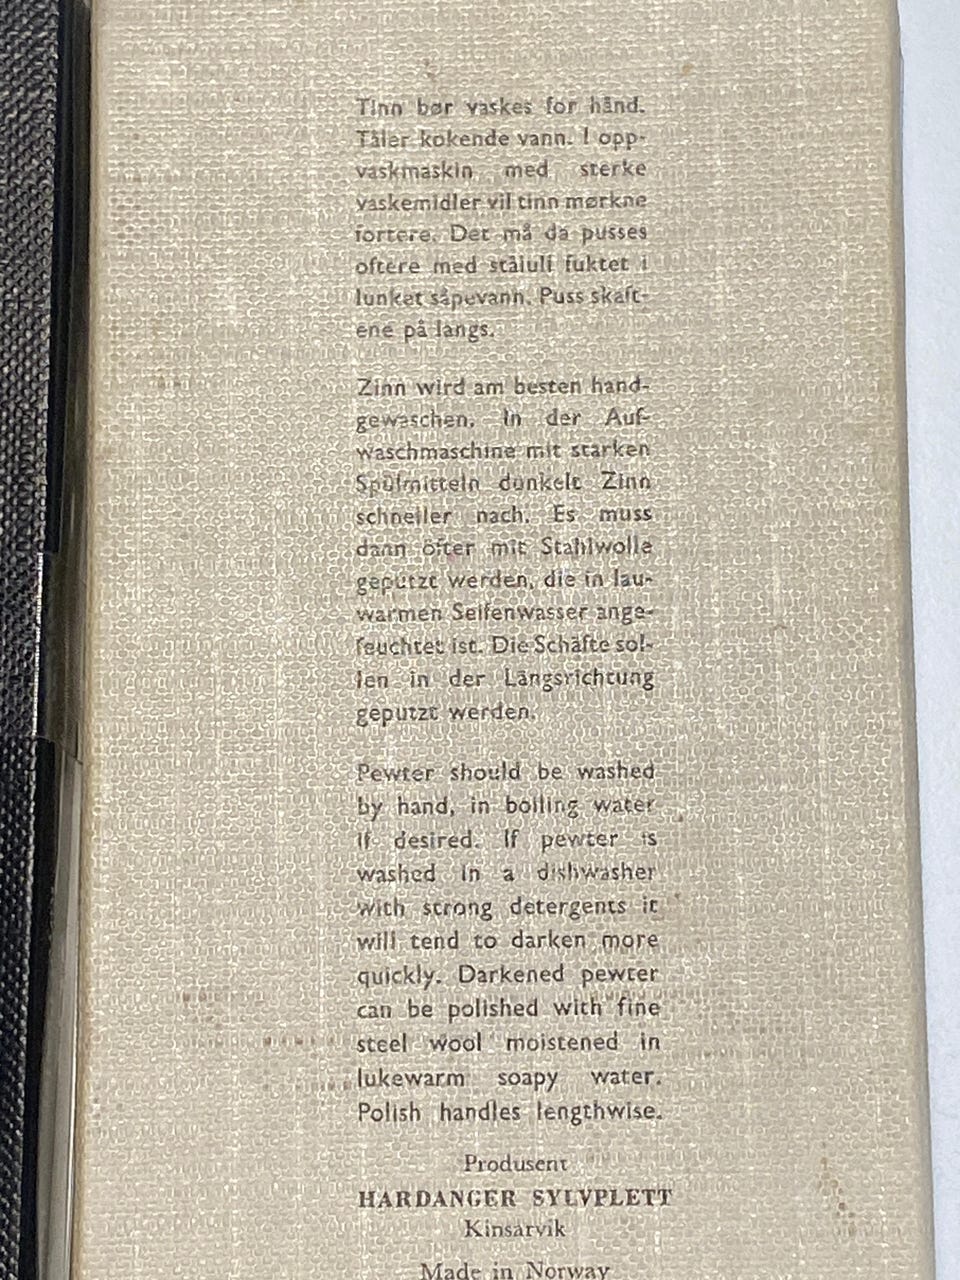 Tinn bør vaskes for hånd.
Tåler kokende vann. I opp-
vaskmaskin med sterke
vaskemidler vil tinn mørkne
fortere. Det må da pusses
oftere med stålull fuktet i
lunket såpevann. Puss skaft-
ene på langs.
Zinn wird am besten hand-
gewaschen. In der Auf-
waschmaschine mit starken
Spülmitteln dunkelt Zinn
schneller nach. Es muss
dann öfter mit Stahlwolle
geputzt werden, die in lau-
warmen Seifenwasser ange-
feuchtet ist. Die Schäfte sol-
len in der Längsrichtung
geputzt werden.
Pewter should be washed
by hand, in boiling water
if desired. If pewter is
washed in a dishwasher
with strong detergents it
will tend to darken more
quickly. Darkened pewter
can be polished with fine
steel wool moistened in
lukewarm soapy water.
Polish handles lengthwise.
Produsent
HARDANGER SYLVPLETT
Kinsarvik
Made in Norway